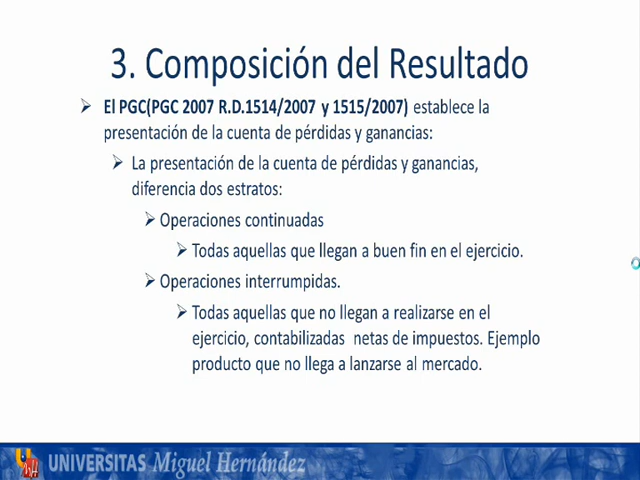 3. Composición del Resultado
El PGC(PGC 2007 R.D.1514/2007 y 1515/2007) establece la
presentación de la cuenta de pérdidas y ganancias:
La presentación de la cuenta de pérdidas y ganancias,
diferencia dos estratos:
Operaciones continuadas
Todas aquellas que llegan a buen fin en el ejercicio.
Operaciones interrumpidas.
Todas aquellas que no llegan a realizarse en el
ejercicio, contabilizadas netas de impuestos. Ejemplo
producto que no llega a lanzarse al mercado.
UNIVERSITAS Miguel Hernández